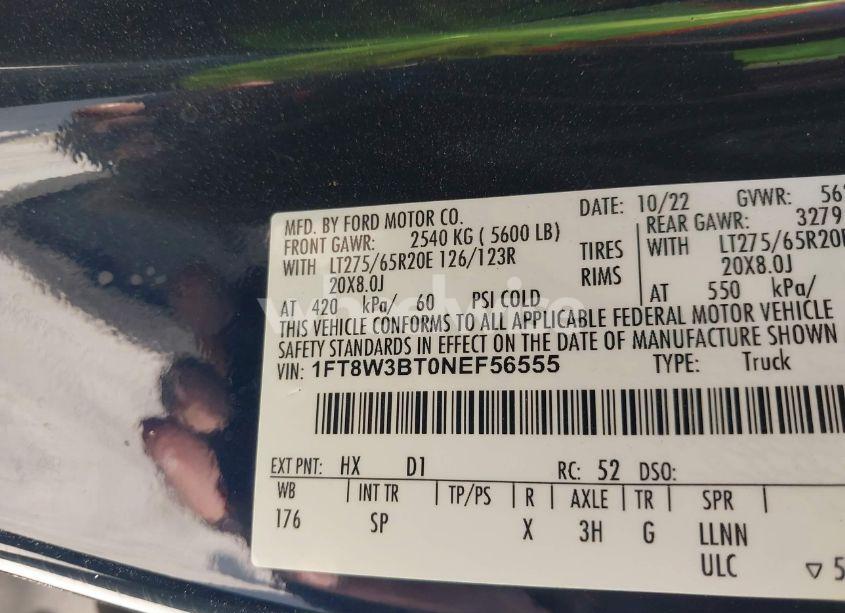 MFD. BY FORD MOTOR CO.
DATE: 10/22 GVWR:
FRONT GAWR: 2540 KG ( 5600 LB)
REAR GAWR: 3279
WITH LT275/65R20E 126/123R TIRES
WITH LT275/65R20E
20X8.0J RIMS
20X8.0J
AT 420 kPa/ 60 PSI COLD
AT 550 kPa/
THIS VEHICLE CONFORMS TO ALL APPLICABLE FEDERAL MOTOR VEHICLE
SAFETY STANDARDS IN EFFECT ON THE DATE OF MANUFACTURE SHOWN
VIN: 1FT8W3BT0NEF56555 TYPE: Truck
EXT PNT: HX D1 RC: 52 DSO:
WB INT TR TP/PS R AXLE TR SPR
176 SP X 3H G LLNN
ULC